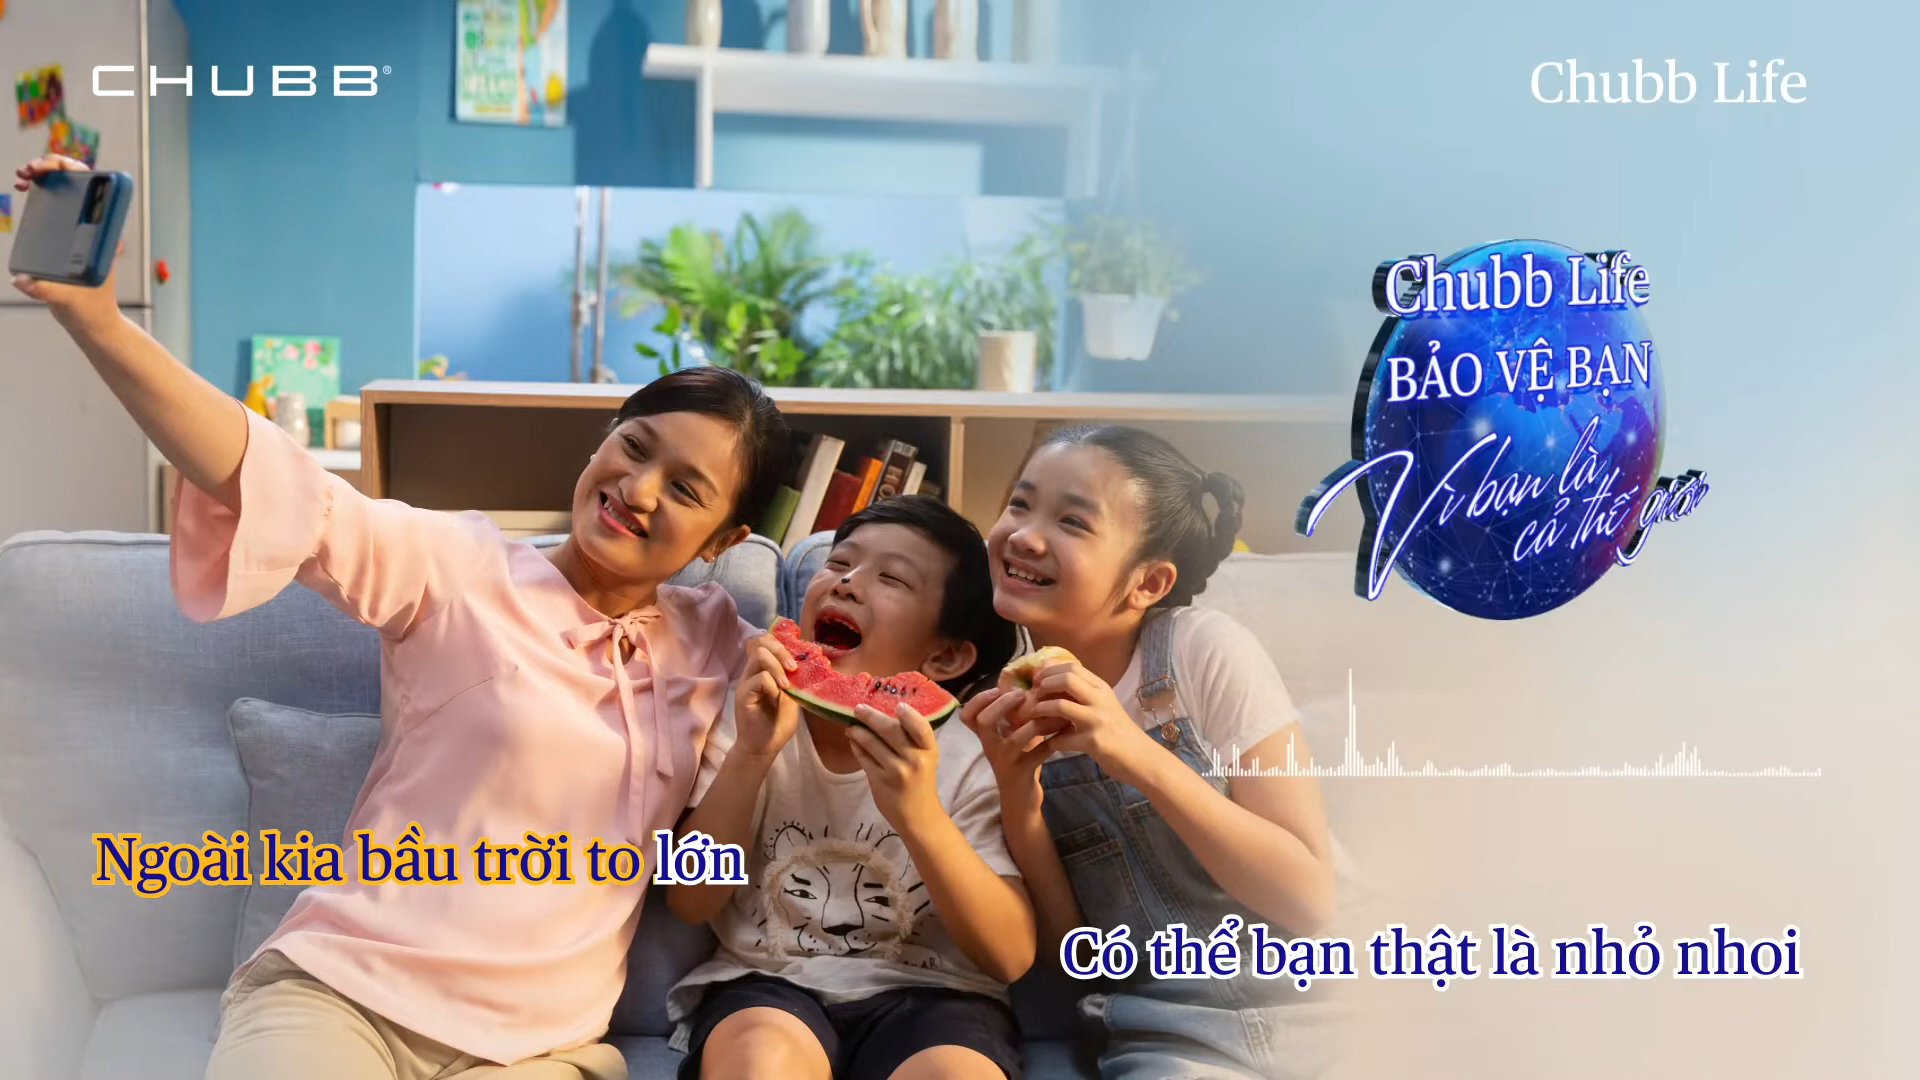 CHUBB®
Chubb Life
Chubb Life
BẢO VỆ BẠN
Vì bạn là
cả thế giới
Ngoài kia bầu trời to lớn
Có thể bạn thật là nhỏ nhoi